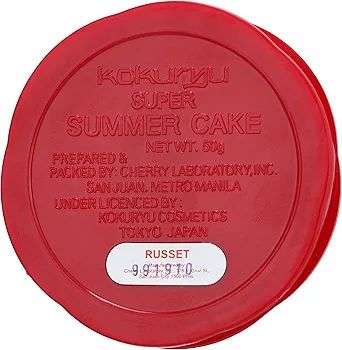 KOKURYU
SUPER
SUMMER CAKE
NET WT. 50g
PREPARED &
PACKED BY: CHERRY LABORATORY, INC.
SAN JUAN, METRO MANILA
UNDER LICENCED BY:
KOKURYU COSMETICS
TOKYO, JAPAN
RUSSET
991910